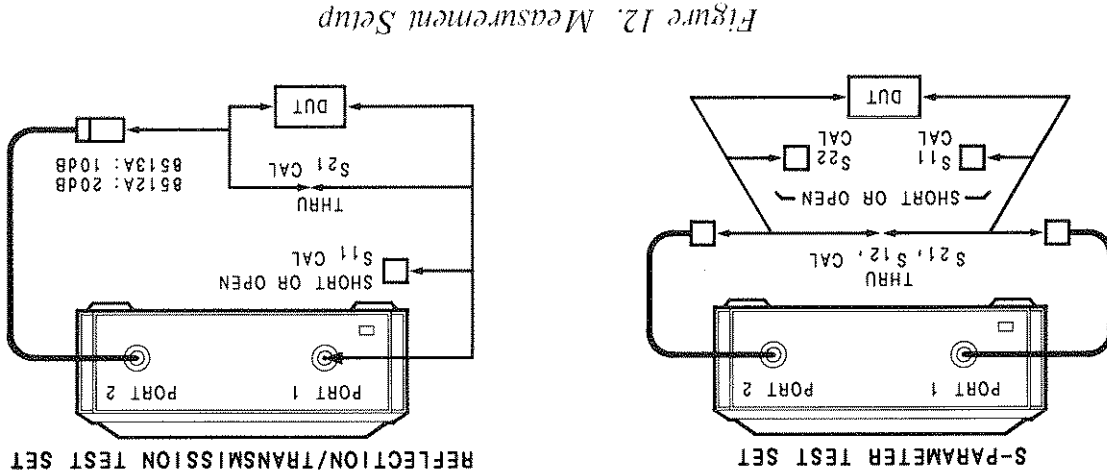 S-PARAMETER TEST SET
PORT 1
PORT 2
THRU
S21, S12, CAL
SHORT OR OPEN
S11
CAL
S22
CAL
DUT
REFLECTION/TRANSMISSION TEST SET
PORT 1
PORT 2
SHORT OR OPEN
S11 CAL
THRU
S21 CAL
8512A: 20dB
8513A: 10dB
DUT
Figure 12. Measurement Setup